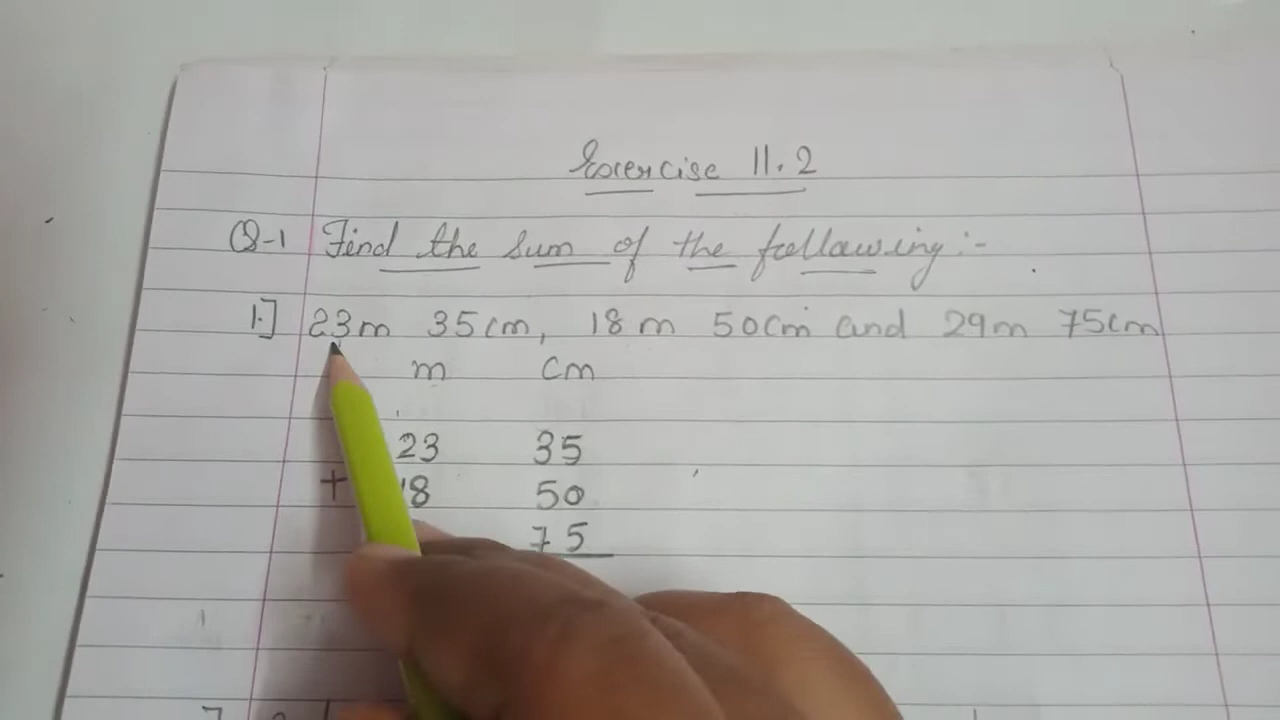 Exercise 11.2
Q-1 Find the sum of the following:-
1.] 23m 35cm, 18m 50cm and 29m 75cm
m cm
23 35
+ 18 50
75